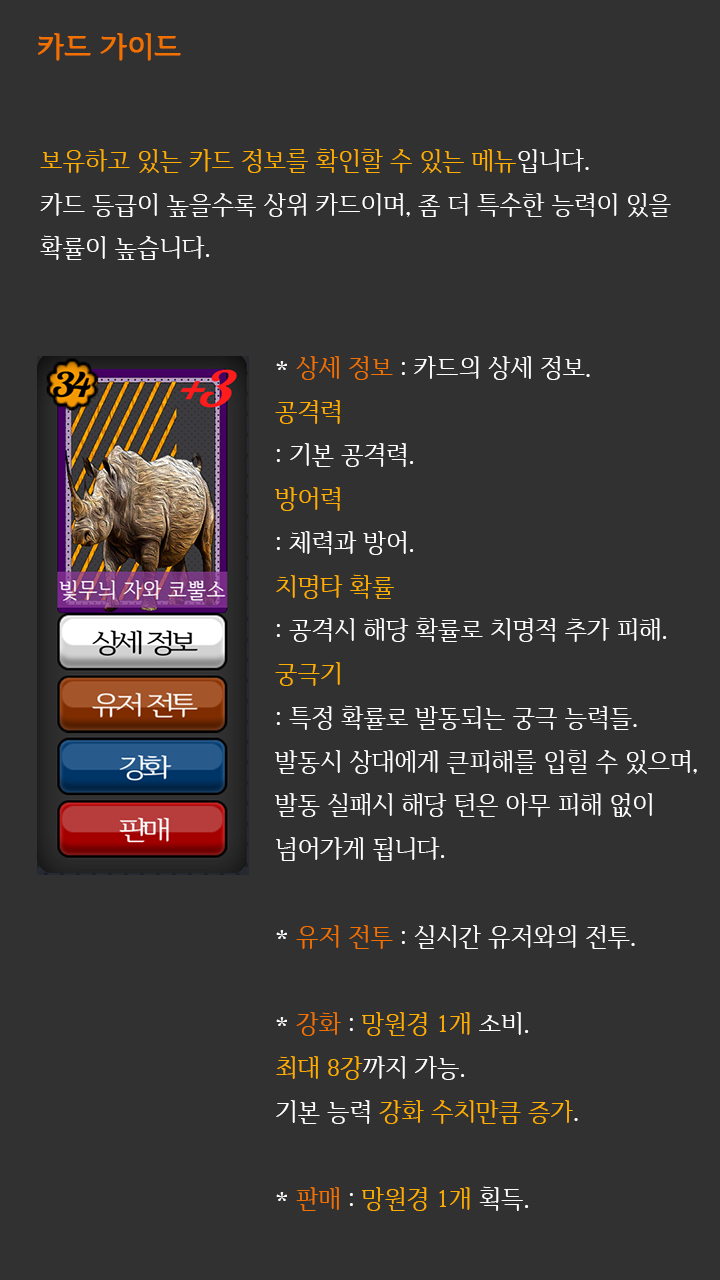 카드 가이드
보유하고 있는 카드 정보를 확인할 수 있는 메뉴입니다.
카드 등급이 높을수록 상위 카드이며, 좀 더 특수한 능력이 있을
확률이 높습니다.
34
+3
빛무늬 자와 코뿔소
상세 정보
유저 전투
강화
판매
* 상세 정보 : 카드의 상세 정보.
공격력
: 기본 공격력.
방어력
: 체력과 방어.
치명타 확률
: 공격시 해당 확률로 치명적 추가 피해.
궁극기
: 특정 확률로 발동되는 궁극 능력들.
발동시 상대에게 큰피해를 입힐 수 있으며,
발동 실패시 해당 턴은 아무 피해 없이
넘어가게 됩니다.
* 유저 전투 : 실시간 유저와의 전투.
* 강화 : 망원경 1개 소비.
최대 8강까지 가능.
기본 능력 강화 수치만큼 증가.
* 판매 : 망원경 1개 획득.